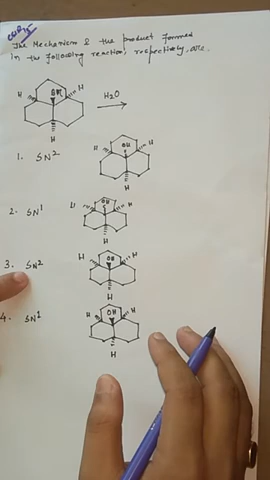 The Mechanism & the product formed
in the following reaction, respectively, are.
H Br H
H₂O
H
1. SN² H OH H
H
2. SN¹ H OH H
H
3. SN² H OH H
H
4. SN¹ H OH H
H